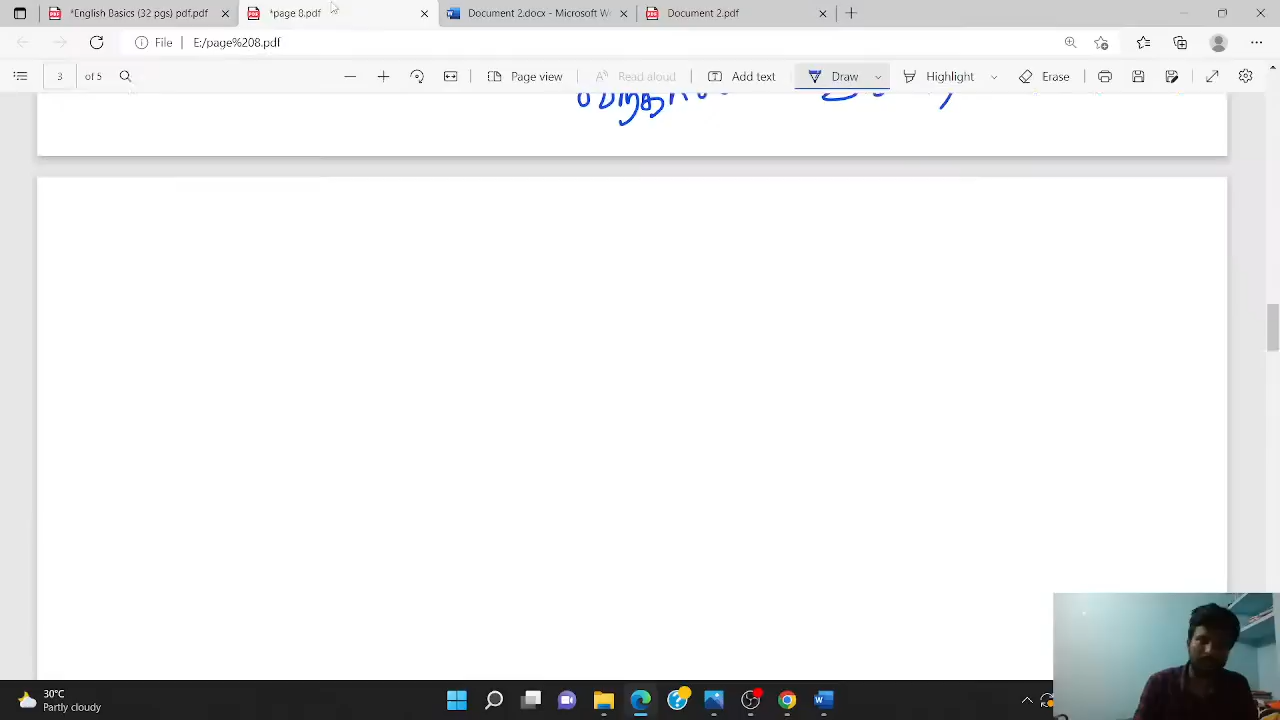 *English Basics (32 pgs) pdf.pdf
*page 8.pdf
Document 2.docx - Microsoft W
Document 2.pdf
File
E:/page%208.pdf
3
of 5
Page view
Read aloud
Add text
Draw
Highlight
Erase
30°C
Partly cloudy